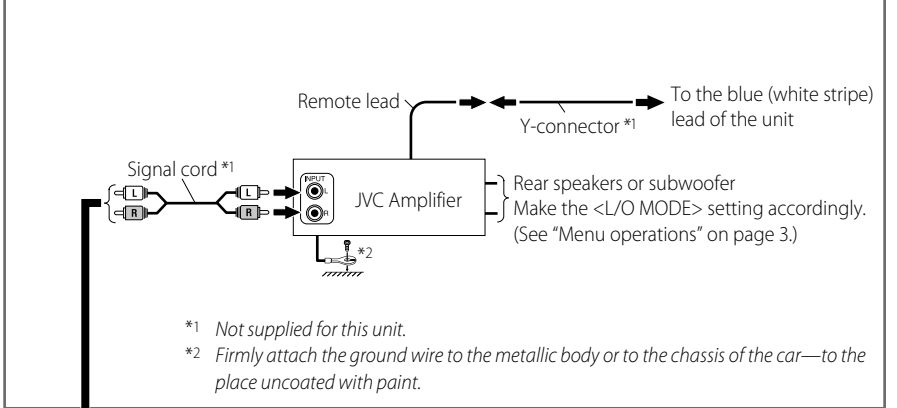 Remote lead
To the blue (white stripe)
lead of the unit
Y-connector *1
Signal cord *1
L
R
L
R
INPUT
L
R
JVC Amplifier
Rear speakers or subwoofer
Make the <L/O MODE> setting accordingly.
(See “Menu operations” on page 3.)
*2
*1 Not supplied for this unit.
*2 Firmly attach the ground wire to the metallic body or to the chassis of the car—to the
place uncoated with paint.